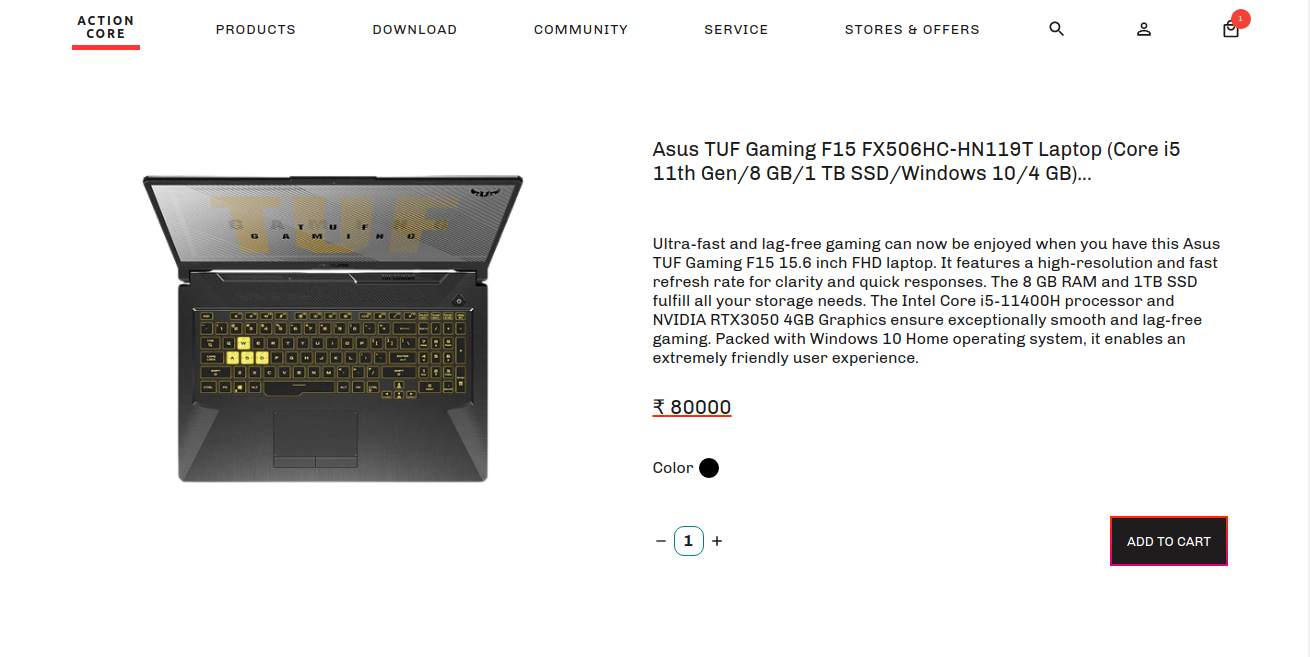 ACTION
CORE
PRODUCTS
DOWNLOAD
COMMUNITY
SERVICE
STORES & OFFERS
1
Asus TUF Gaming F15 FX506HC-HN119T Laptop (Core i5
11th Gen/8 GB/1 TB SSD/Windows 10/4 GB)...
TUF
Ultra-fast and lag-free gaming can now be enjoyed when you have this Asus
TUF Gaming F15 15.6 inch FHD laptop. It features a high-resolution and fast
refresh rate for clarity and quick responses. The 8 GB RAM and 1TB SSD
fulfill all your storage needs. The Intel Core i5-11400H processor and
NVIDIA RTX3050 4GB Graphics ensure exceptionally smooth and lag-free
gaming. Packed with Windows 10 Home operating system, it enables an
extremely friendly user experience.
₹ 80000
Color
− 1 +
ADD TO CART